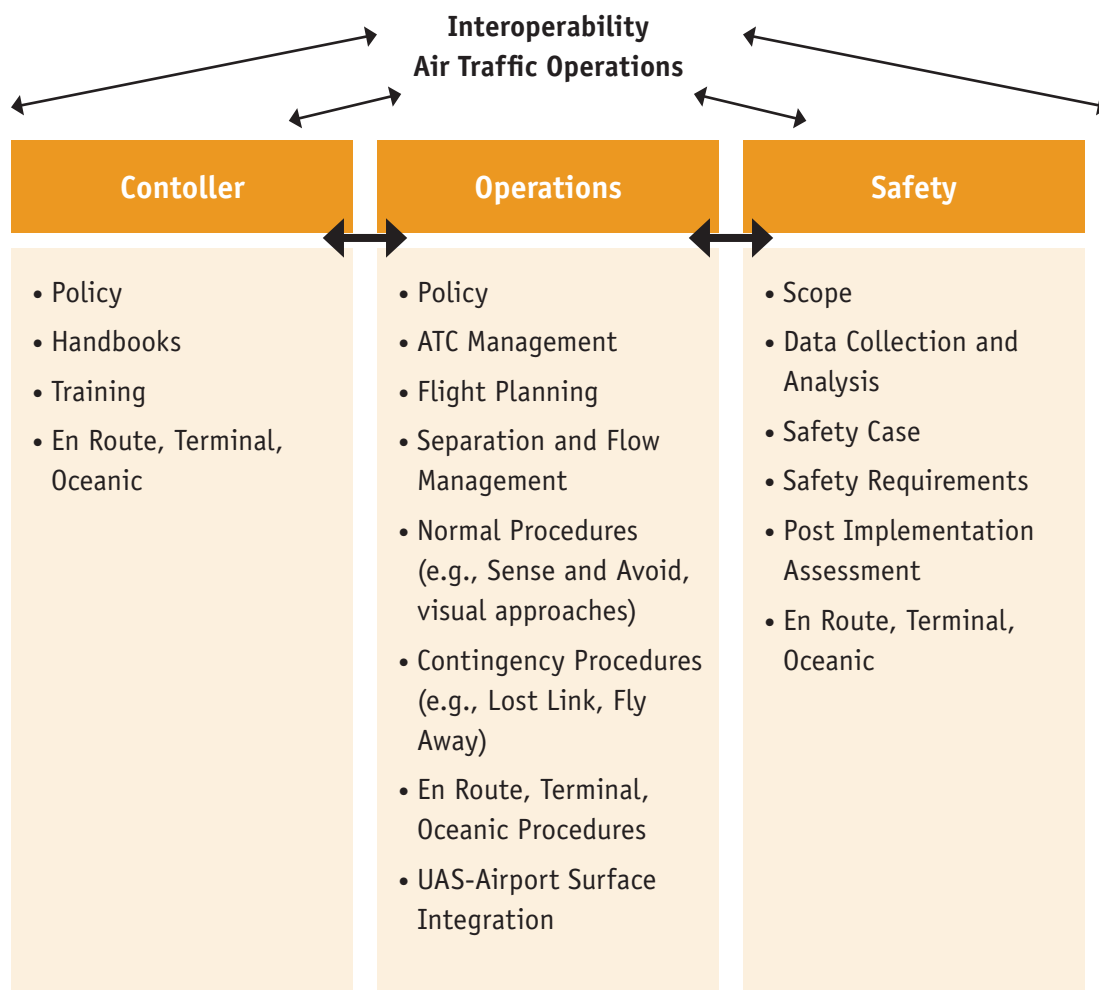 Interoperability
Air Traffic Operations
Contoller
• Policy
• Handbooks
• Training
• En Route, Terminal,
Oceanic
Operations
• Policy
• ATC Management
• Flight Planning
• Separation and Flow
Management
• Normal Procedures
(e.g., Sense and Avoid,
visual approaches)
• Contingency Procedures
(e.g., Lost Link, Fly
Away)
• En Route, Terminal,
Oceanic Procedures
• UAS-Airport Surface
Integration
Safety
• Scope
• Data Collection and
Analysis
• Safety Case
• Safety Requirements
• Post Implementation
Assessment
• En Route, Terminal,
Oceanic